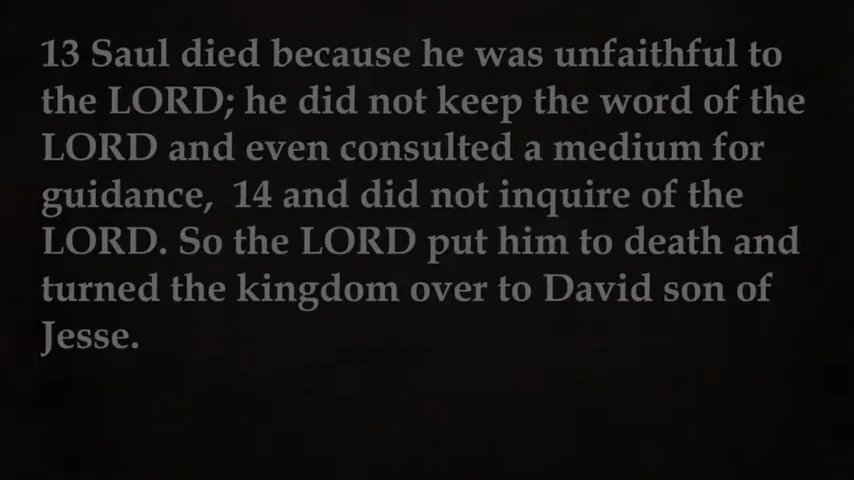 13 Saul died because he was unfaithful to
the LORD; he did not keep the word of the
LORD and even consulted a medium for
guidance,  14 and did not inquire of the
LORD. So the LORD put him to death and
turned the kingdom over to David son of
Jesse.